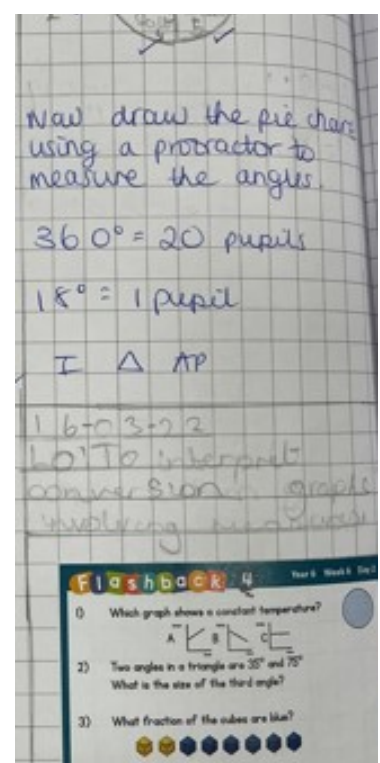 Now draw the pie chart
using a protractor to
measure the angles.
360° = 20 pupils
18° = 1 pupil
I △ AP
16-03-22
LO: To interpret
conversion graphs
involving
Flashback 4
Year 6 Week 6 Day 2
1) Which graph shows a constant temperature?
A B C
2) Two angles in a triangle are 35° and 75°
What is the size of the third angle?
3) What fraction of the cubes are blue?